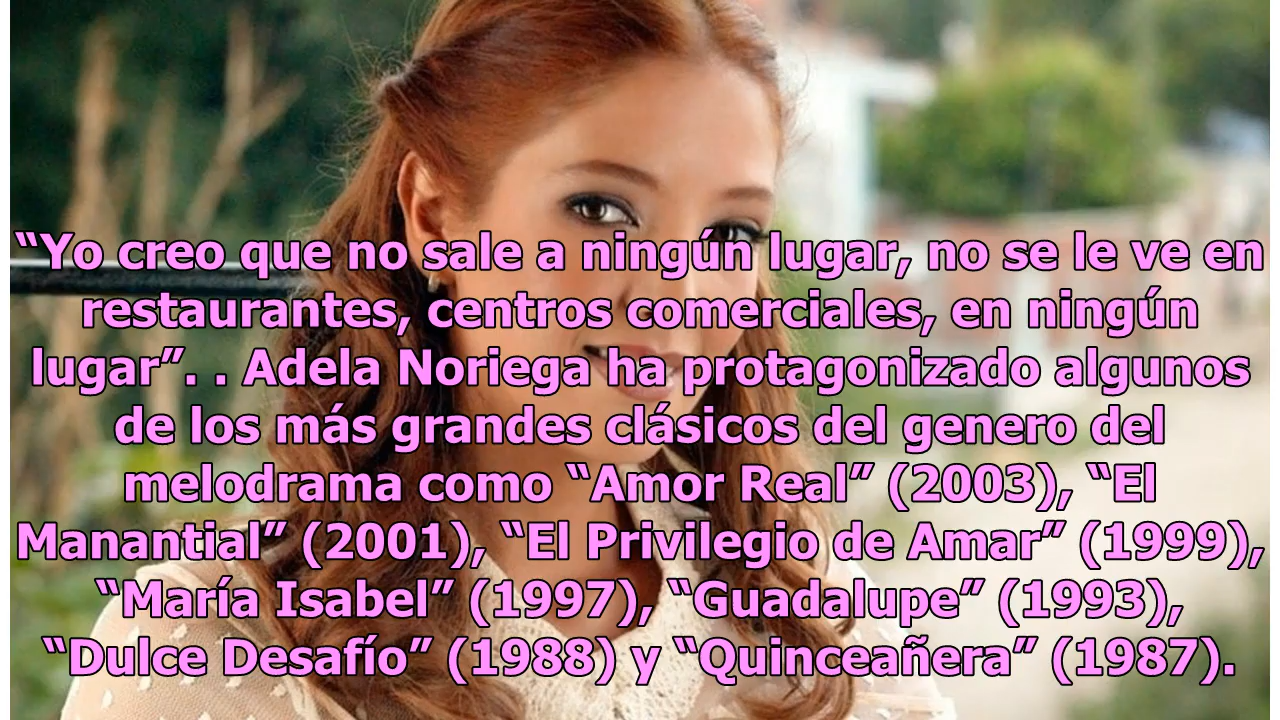 “Yo creo que no sale a ningún lugar, no se le ve en
restaurantes, centros comerciales, en ningún
lugar”. . Adela Noriega ha protagonizado algunos
de los más grandes clásicos del genero del
melodrama como “Amor Real” (2003), “El
Manantial” (2001), “El Privilegio de Amar” (1999),
“María Isabel” (1997), “Guadalupe” (1993),
“Dulce Desafío” (1988) y “Quinceañera” (1987).